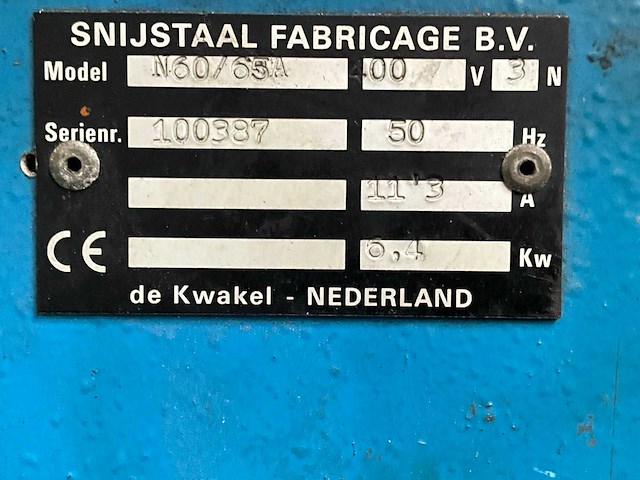 SNIJSTAAL FABRICAGE B.V.
Model N60/65A 400 V 3 N
Serienr. 100387 50 Hz
11'3 A
CE 6,4 Kw
de Kwakel - NEDERLAND